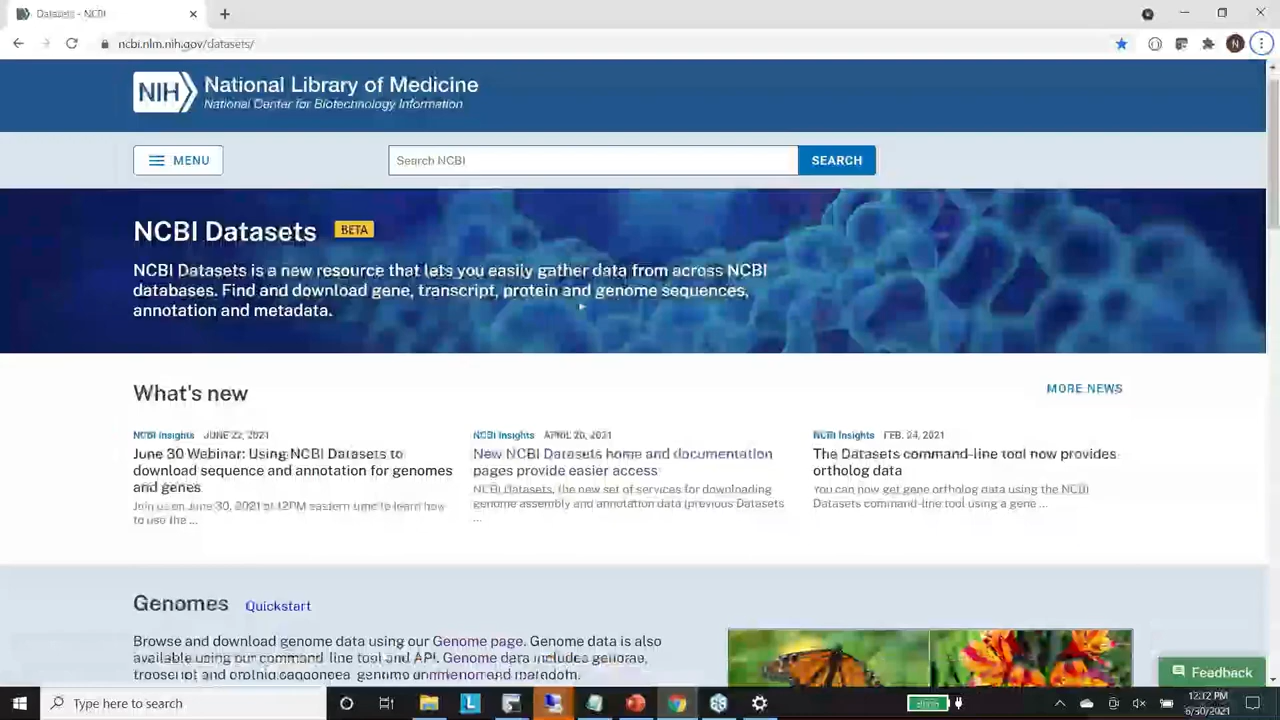 Datasets - NCBI
ncbi.nlm.nih.gov/datasets/
N
NIH
National Library of Medicine
National Center for Biotechnology Information
MENU
Search NCBI
SEARCH
NCBI Datasets BETA
NCBI Datasets is a new resource that lets you easily gather data from across NCBI
databases. Find and download gene, transcript, protein and genome sequences,
annotation and metadata.
What's new
MORE NEWS
NCBI Insights JUNE 22, 2021
June 30 Webinar: Using NCBI Datasets to
download sequence and annotation for genomes
and genes
Join us on June 30, 2021 at 12PM eastern time to learn how
to use the ...
NCBI Insights APRIL 20, 2021
New NCBI Datasets home and documentation
pages provide easier access
NCBI Datasets, the new set of services for downloading
genome assembly and annotation data (previous Datasets
...
NCBI Insights FEB. 24, 2021
The Datasets command-line tool now provides
ortholog data
You can now get gene ortholog data using the NCBI
Datasets command-line tool using a gene ...
Genomes Quickstart
Browse and download genome data using our Genome page. Genome data is also
available using our command-line tool and API. Genome data includes genome,
transcript and protein sequences, genome annotation and
Feedback
Type here to search
12:12 PM
6/30/2021